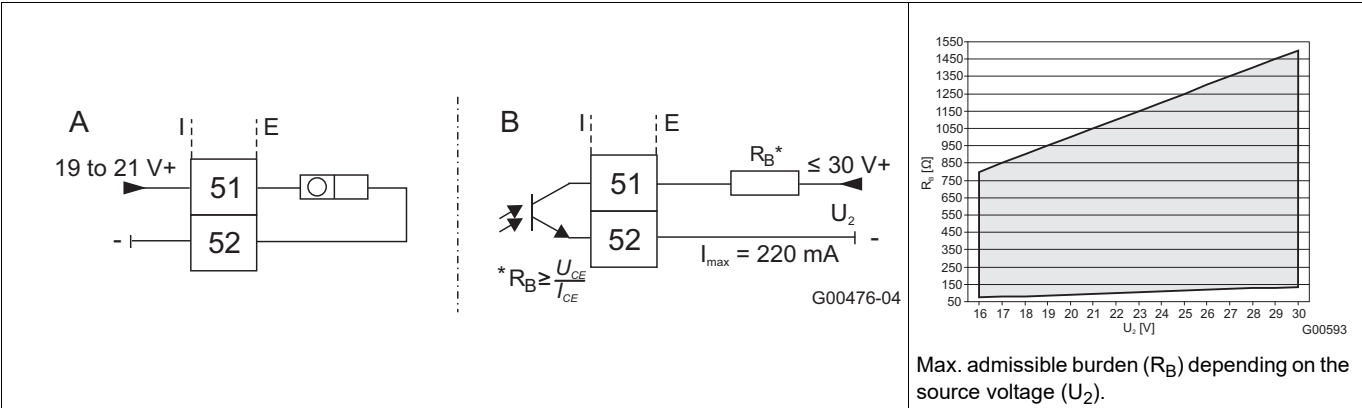 A
I
E
19 to 21 V+
51
-
52
B
I
E
R_B*
≤ 30 V+
51
U₂
52
-
I_max = 220 mA
*R_B ≥ U_CE / I_CE
G00476-04
1550
1450
1350
1250
1150
1050
950
850
750
650
550
450
350
250
150
50
R_B [Ω]
16 17 18 19 20 21 22 23 24 25 26 27 28 29 30
U₂ [V]
G00593
Max. admissible burden (R_B) depending on the
source voltage (U₂).